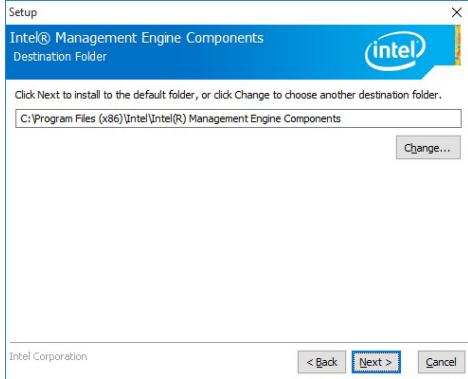 Setup
Intel® Management Engine Components
Destination Folder
intel
Click Next to install to the default folder, or click Change to choose another destination folder.
C:\Program Files (x86)\Intel\Intel(R) Management Engine Components
Change...
Intel Corporation
< Back
Next >
Cancel